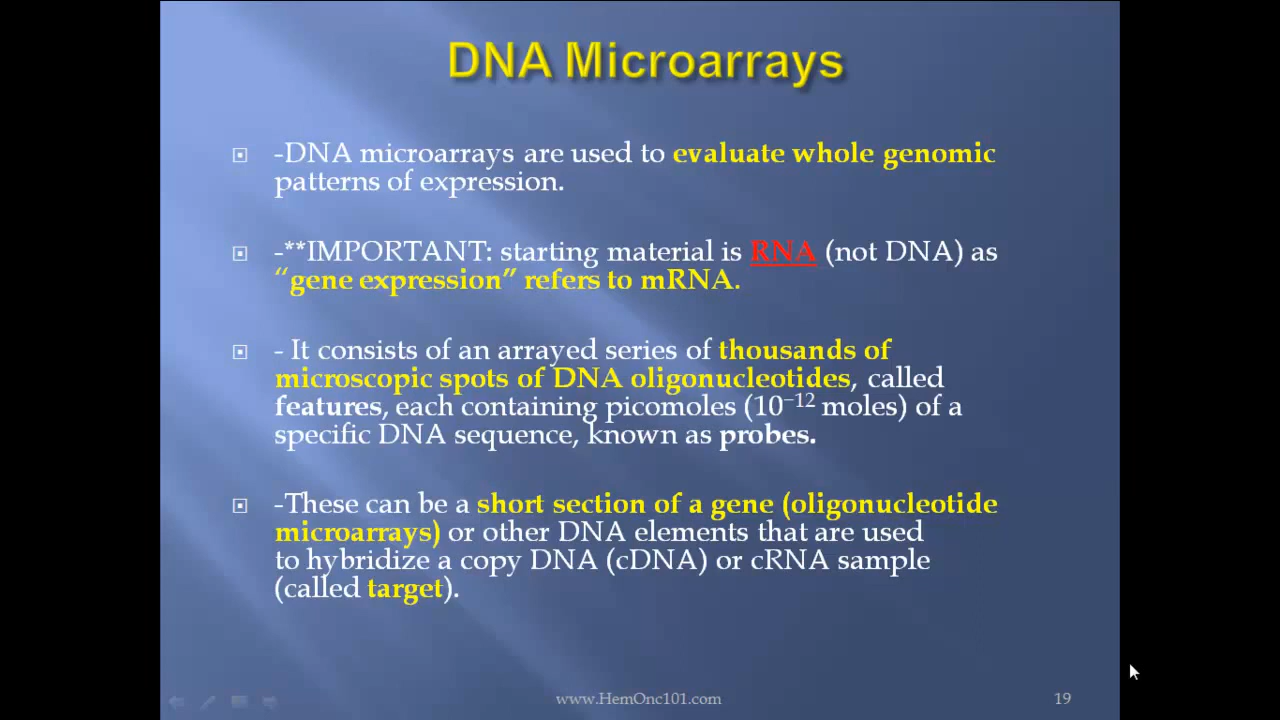 DNA Microarrays
-DNA microarrays are used to evaluate whole genomic
patterns of expression.
-**IMPORTANT: starting material is RNA (not DNA) as
“gene expression” refers to mRNA.
- It consists of an arrayed series of thousands of
microscopic spots of DNA oligonucleotides, called
features, each containing picomoles (10⁻¹² moles) of a
specific DNA sequence, known as probes.
-These can be a short section of a gene (oligonucleotide
microarrays) or other DNA elements that are used
to hybridize a copy DNA (cDNA) or cRNA sample
(called target).
www.HemOnc101.com
19